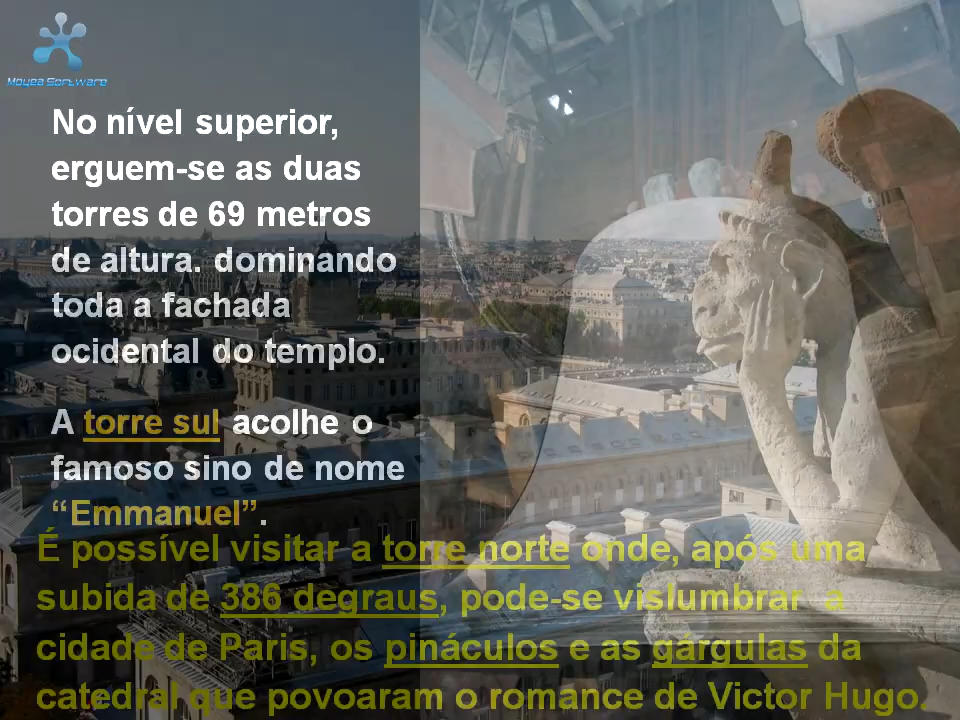 Moyea Software
No nível superior,
erguem-se as duas
torres de 69 metros
de altura. dominando
toda a fachada
ocidental do templo.
A torre sul acolhe o
famoso sino de nome
“Emmanuel”.
É possível visitar a torre norte onde, após uma
subida de 386 degraus, pode-se vislumbrar a
cidade de Paris, os pináculos e as gárgulas da
catedral que povoaram o romance de Victor Hugo.